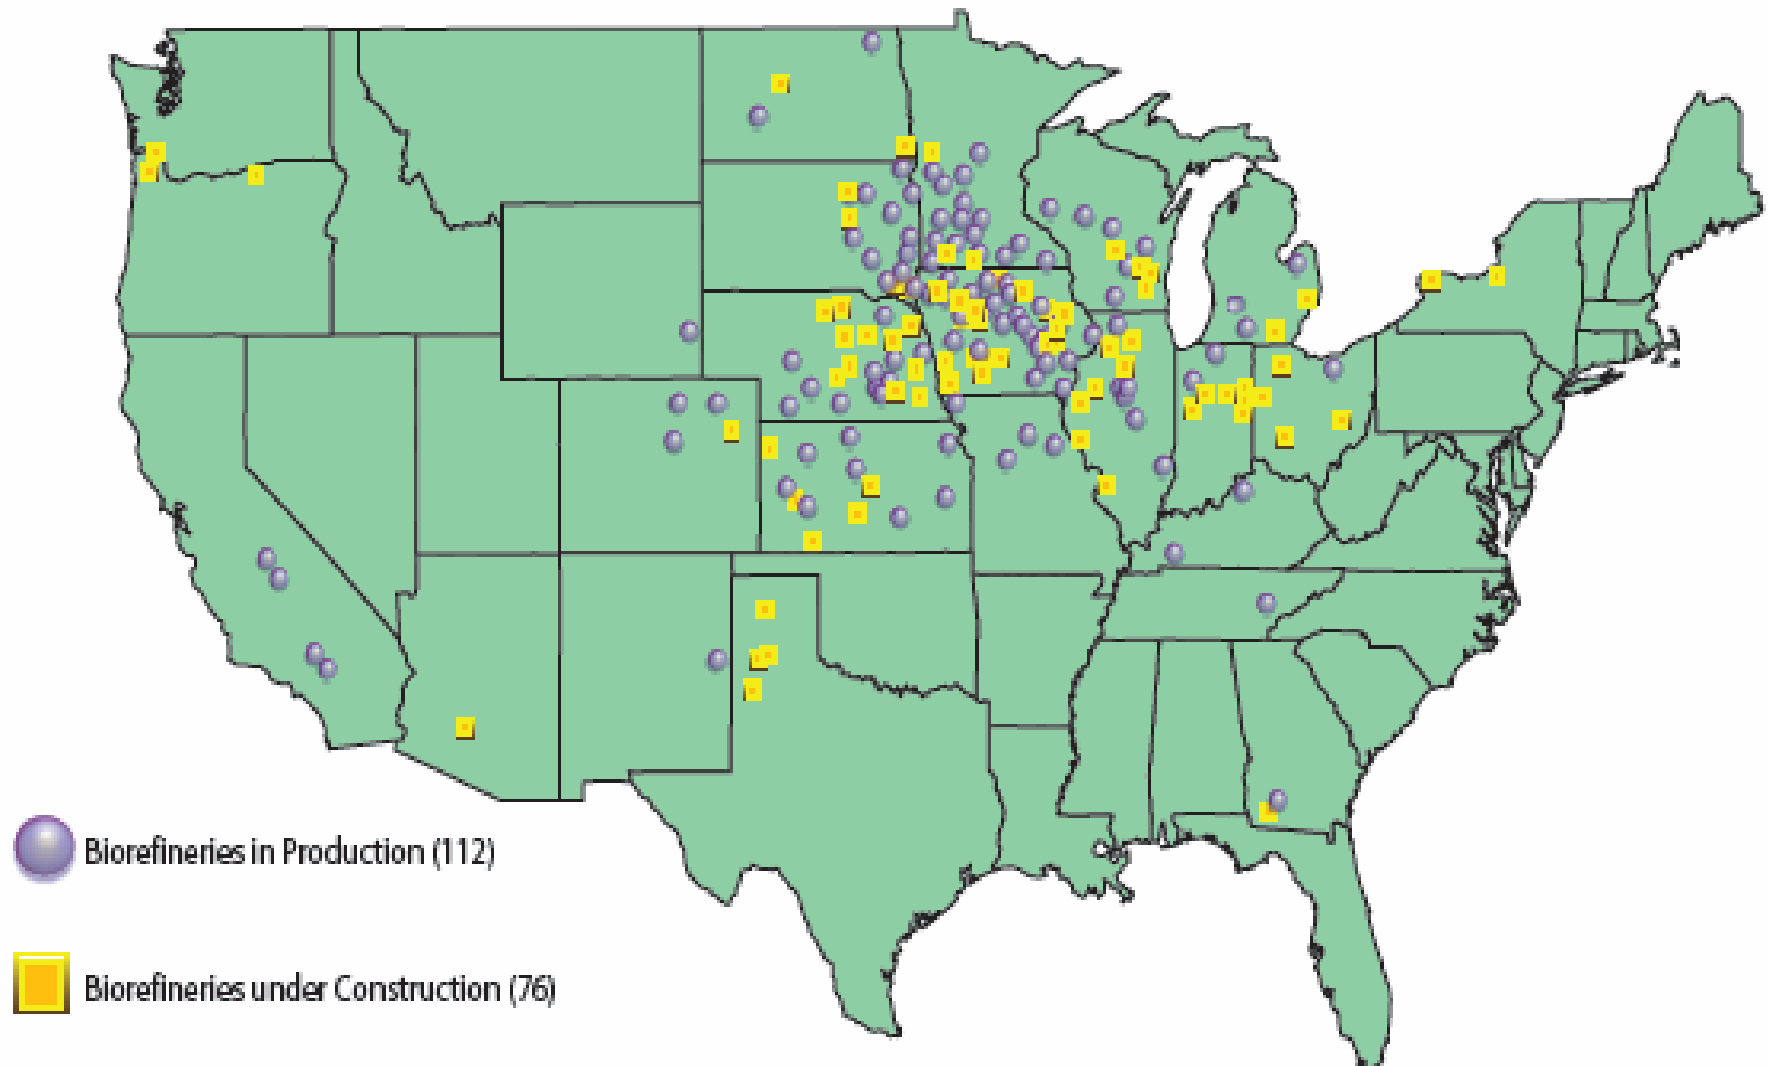 Biorefineries in Production (112)
Biorefineries under Construction (76)